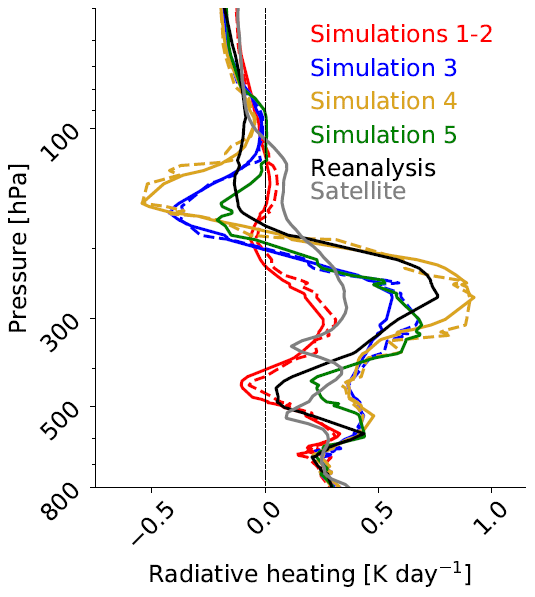 Simulations 1-2
Simulation 3
Simulation 4
Simulation 5
Reanalysis
Satellite
Pressure [hPa]
100
300
500
800
−0.5
0.0
0.5
1.0
Radiative heating [K day⁻¹]